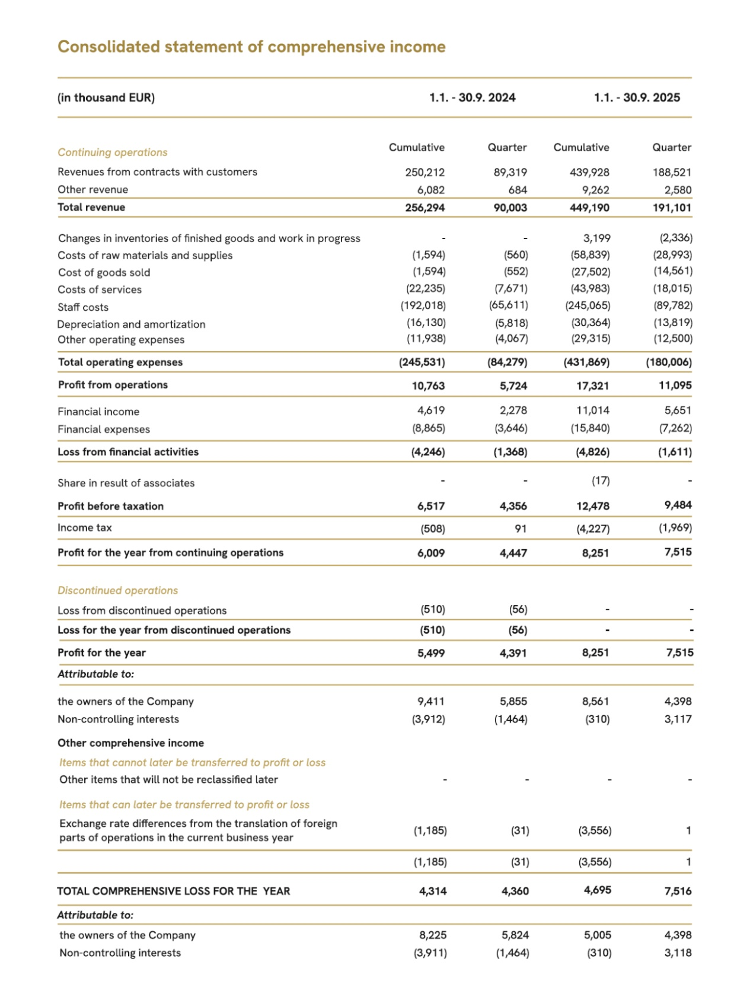 Consolidated statement of comprehensive income
(in thousand EUR) 1.1. - 30.9. 2024 1.1. - 30.9. 2025
Continuing operations Cumulative Quarter Cumulative Quarter
Revenues from contracts with customers 250,212 89,319 439,928 188,521
Other revenue 6,082 684 9,262 2,580
Total revenue 256,294 90,003 449,190 191,101
Changes in inventories of finished goods and work in progress - - 3,199 (2,336)
Costs of raw materials and supplies (1,594) (560) (58,839) (28,993)
Cost of goods sold (1,594) (552) (27,502) (14,561)
Costs of services (22,235) (7,671) (43,983) (18,015)
Staff costs (192,018) (65,611) (245,065) (89,782)
Depreciation and amortization (16,130) (5,818) (30,364) (13,819)
Other operating expenses (11,938) (4,067) (29,315) (12,500)
Total operating expenses (245,531) (84,279) (431,869) (180,006)
Profit from operations 10,763 5,724 17,321 11,095
Financial income 4,619 2,278 11,014 5,651
Financial expenses (8,865) (3,646) (15,840) (7,262)
Loss from financial activities (4,246) (1,368) (4,826) (1,611)
Share in result of associates - - (17) -
Profit before taxation 6,517 4,356 12,478 9,484
Income tax (508) 91 (4,227) (1,969)
Profit for the year from continuing operations 6,009 4,447 8,251 7,515
Discontinued operations
Loss from discontinued operations (510) (56) - -
Loss for the year from discontinued operations (510) (56) - -
Profit for the year 5,499 4,391 8,251 7,515
Attributable to:
the owners of the Company 9,411 5,855 8,561 4,398
Non-controlling interests (3,912) (1,464) (310) 3,117
Other comprehensive income
Items that cannot later be transferred to profit or loss
Other items that will not be reclassified later - - - -
Items that can later be transferred to profit or loss
Exchange rate differences from the translation of foreign
parts of operations in the current business year (1,185) (31) (3,556) 1
(1,185) (31) (3,556) 1
TOTAL COMPREHENSIVE LOSS FOR THE YEAR 4,314 4,360 4,695 7,516
Attributable to:
the owners of the Company 8,225 5,824 5,005 4,398
Non-controlling interests (3,911) (1,464) (310) 3,118